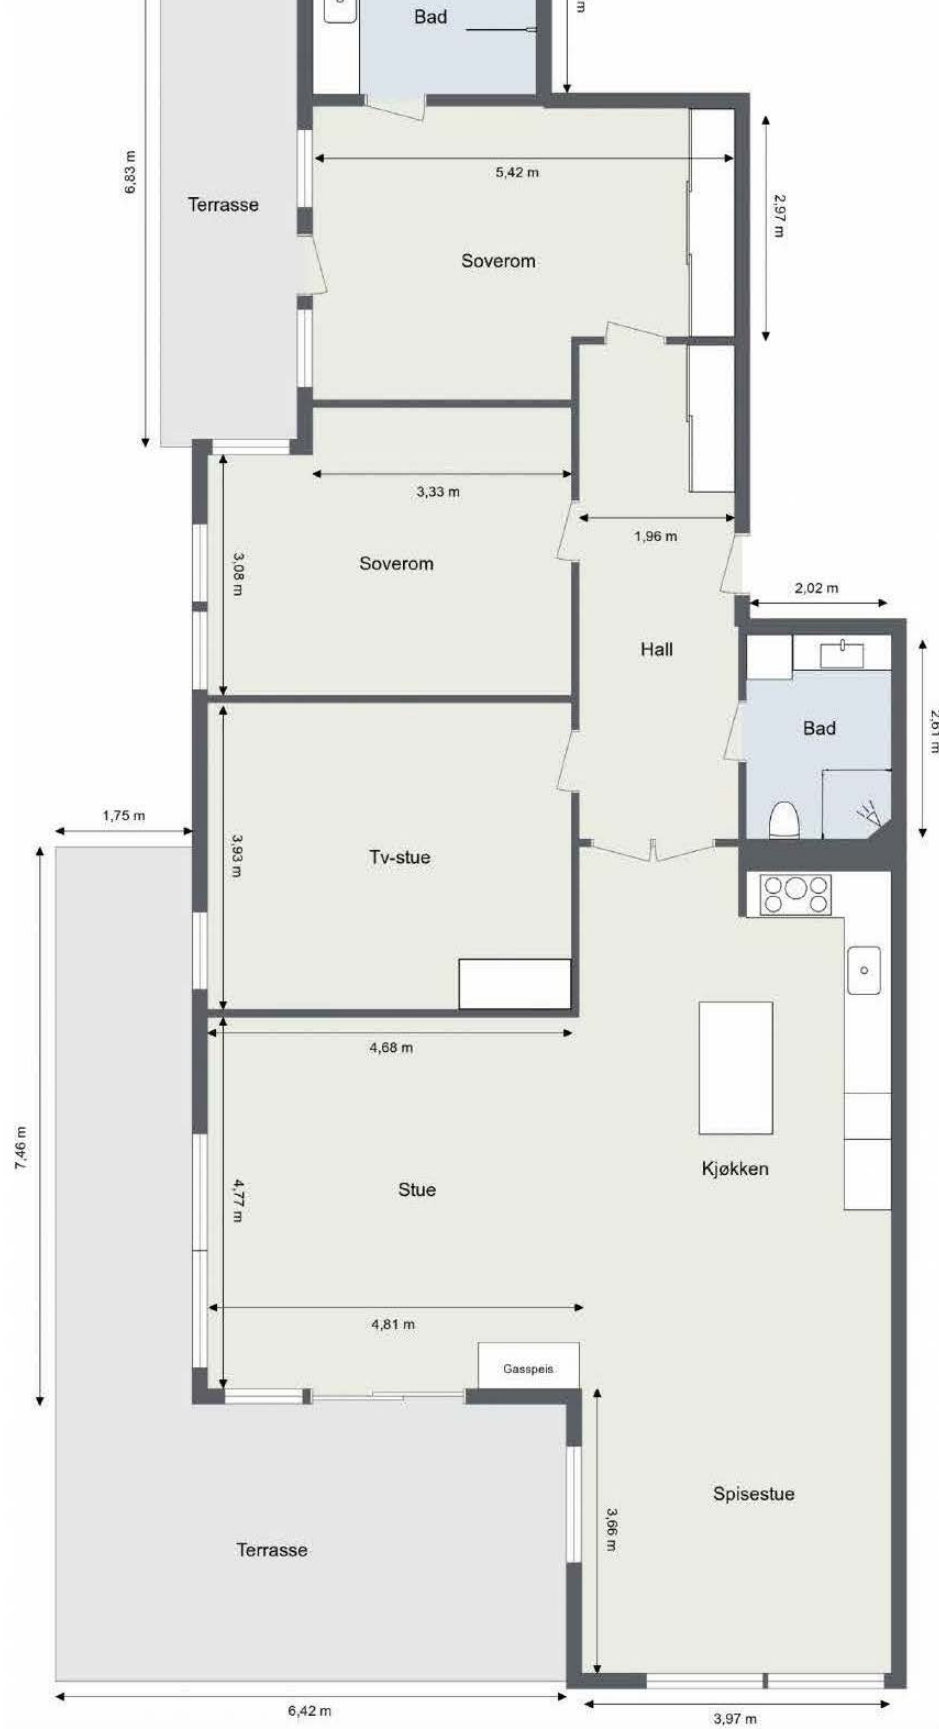 Bad
m
6,83 m
5,42 m
2,97 m
Terrasse
Soverom
3,33 m
1,96 m
3,08 m
Soverom
2,02 m
Hall
2,61 m
Bad
1,75 m
3,93 m
Tv-stue
4,68 m
7,46 m
Kjøkken
Stue
4,77 m
4,81 m
Gasspeis
Spisestue
3,66 m
Terrasse
6,42 m
3,97 m